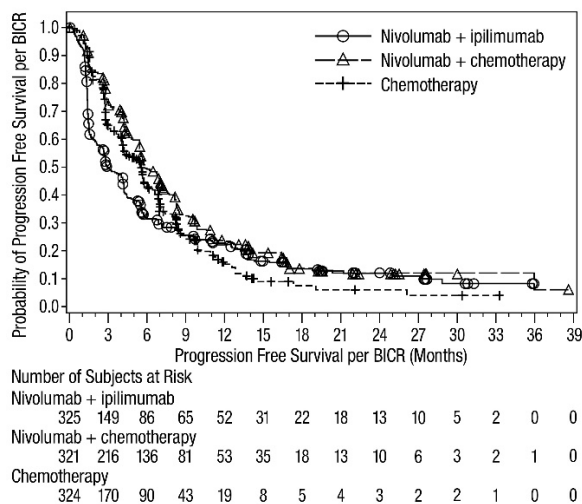 Probability of Progression Free Survival per BICR
1.0
0.9
0.8
0.7
0.6
0.5
0.4
0.3
0.2
0.1
0.0
Nivolumab + ipilimumab
Nivolumab + chemotherapy
Chemotherapy
0 3 6 9 12 15 18 21 24 27 30 33 36 39
Progression Free Survival per BICR (Months)
Number of Subjects at Risk
Nivolumab + ipilimumab
325 149 86 65 52 31 22 18 13 10 5 2 0 0
Nivolumab + chemotherapy
321 216 136 81 53 35 18 13 10 6 3 2 1 0
Chemotherapy
324 170 90 43 19 8 5 4 3 2 2 1 0 0